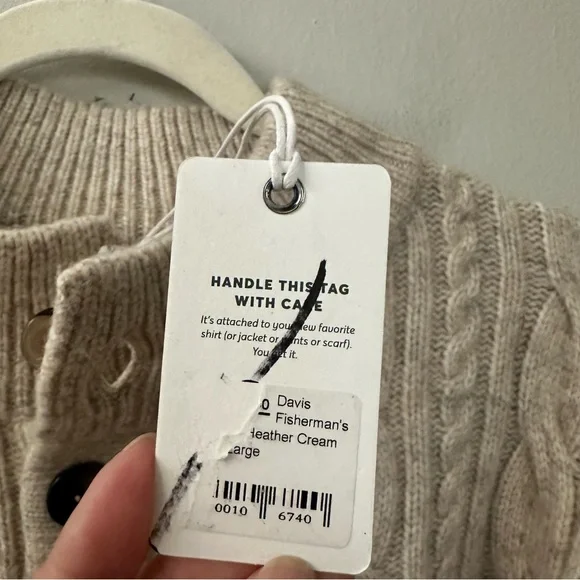 HANDLE THIS TAG
WITH CARE
It's attached to your new favorite
shirt (or jacket or pants or scarf).
You get it.
Davis
Fisherman's
Heather Cream
Large
0010 6740